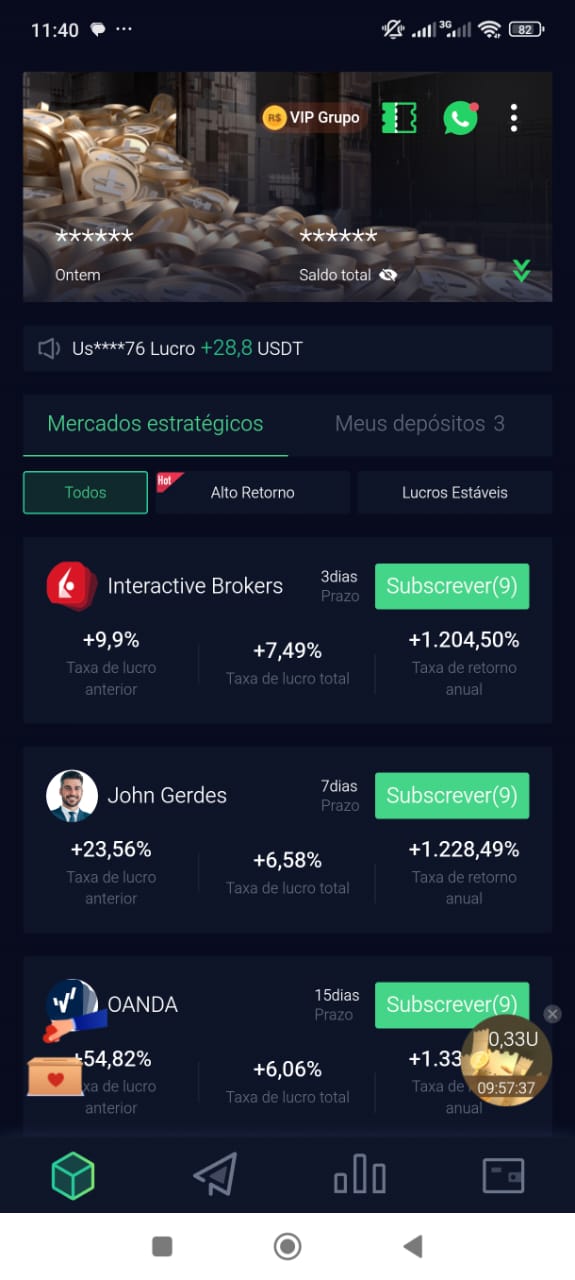 11:40
3G
82
R$ VIP Grupo
******
******
Ontem
Saldo total
Us****76 Lucro +28,8 USDT
Mercados estratégicos
Meus depósitos 3
Todos
Hot
Alto Retorno
Lucros Estáveis
Interactive Brokers
3dias
Prazo
Subscrever(9)
+9,9%
Taxa de lucro
anterior
+7,49%
Taxa de lucro total
+1.204,50%
Taxa de retorno
anual
John Gerdes
7dias
Prazo
Subscrever(9)
+23,56%
Taxa de lucro
anterior
+6,58%
Taxa de lucro total
+1.228,49%
Taxa de retorno
anual
OANDA
15dias
Prazo
Subscrever(9)
+54,82%
xa de lucro
anterior
+6,06%
Taxa de lucro total
+1.33
Taxa de
anual
0,33U
09:57:37